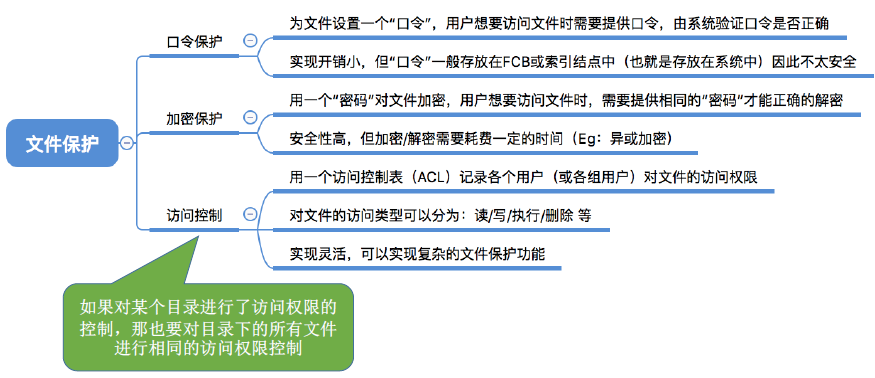 文件保护
口令保护
为文件设置一个“口令”，用户想要访问文件时需要提供口令，由系统验证口令是否正确
实现开销小，但“口令”一般存放在FCB或索引结点中（也就是存放在系统中）因此不太安全
加密保护
用一个“密码”对文件加密，用户想要访问文件时，需要提供相同的“密码”才能正确的解密
安全性高，但加密/解密需要耗费一定的时间（Eg：异或加密）
访问控制
用一个访问控制表（ACL）记录各个用户（或各组用户）对文件的访问权限
对文件的访问类型可以分为：读/写/执行/删除 等
实现灵活，可以实现复杂的文件保护功能
如果对某个目录进行了访问权限的
控制，那也要对目录下的所有文件
进行相同的访问权限控制